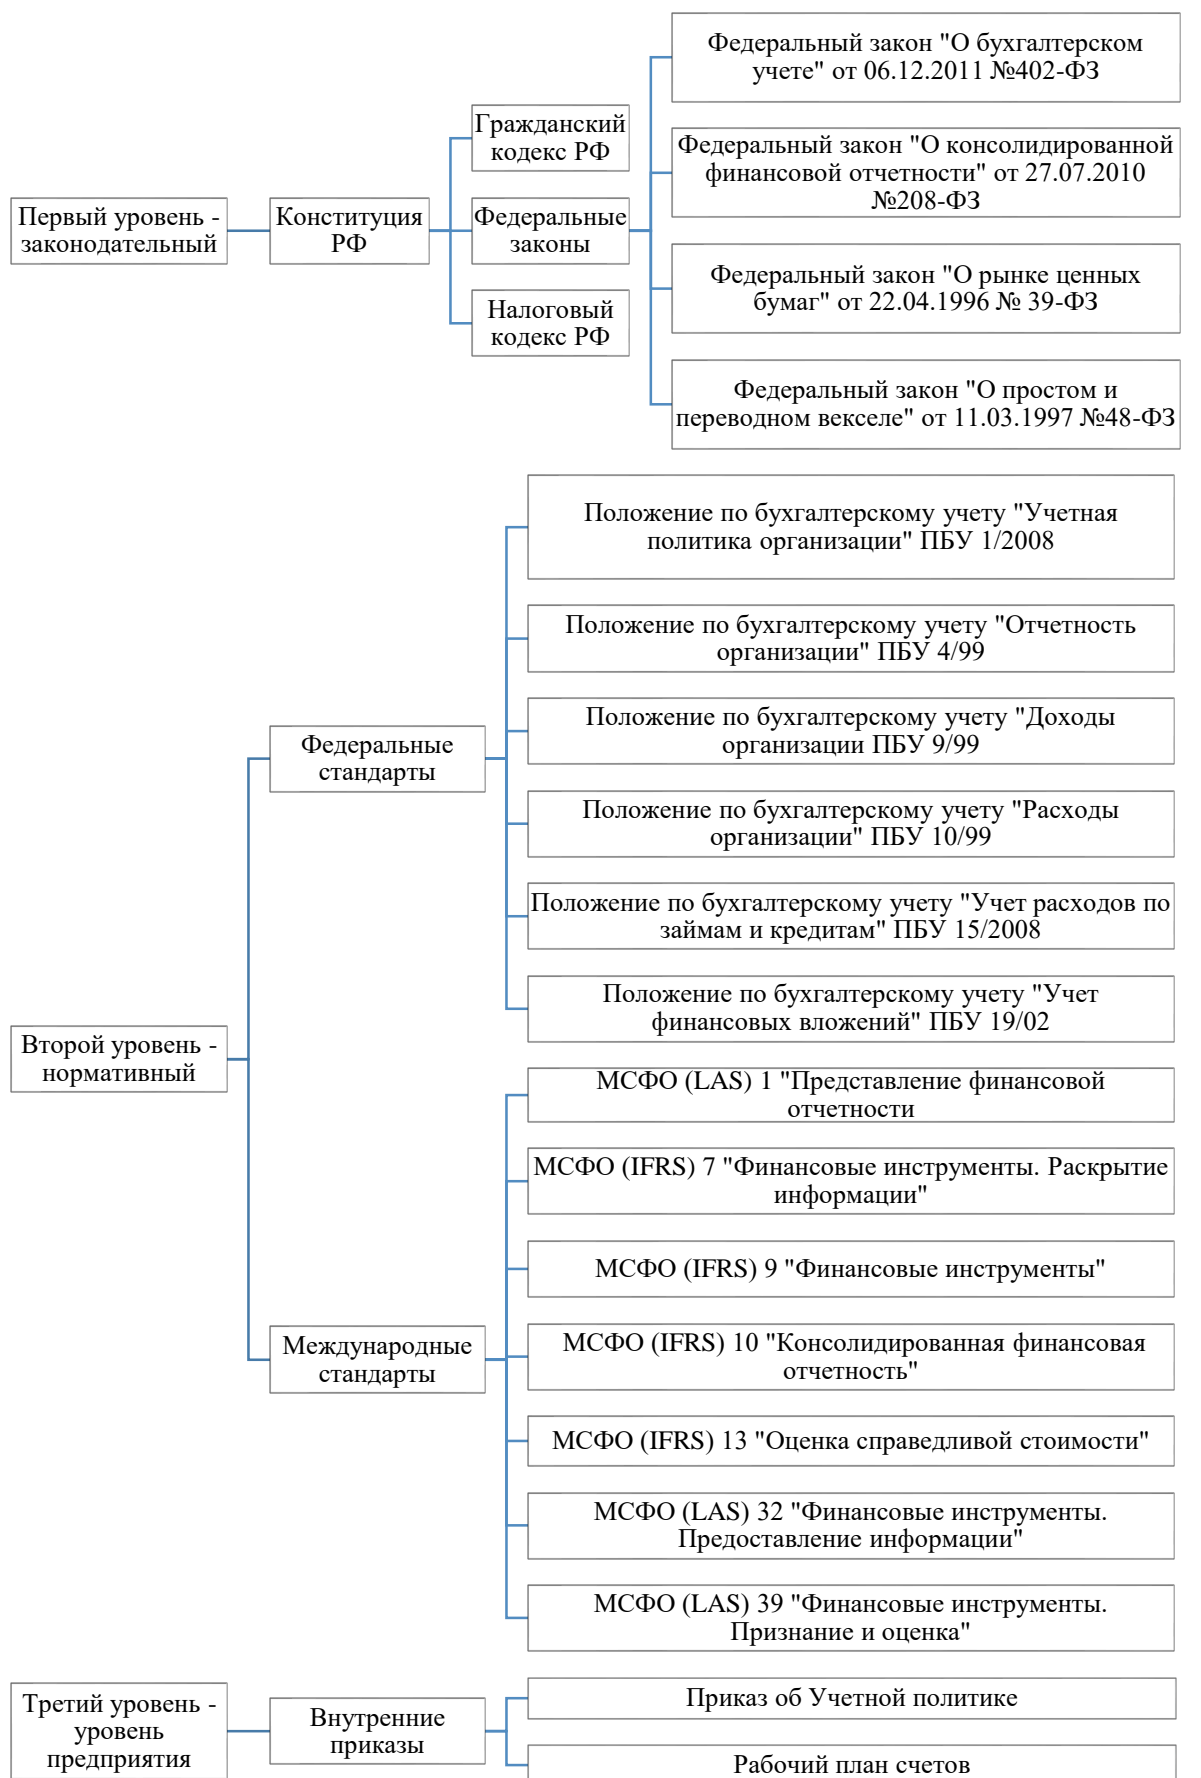 Первый уровень -
законодательный
Конституция
РФ
Гражданский
кодекс РФ
Федеральные
законы
Налоговый
кодекс РФ
Федеральный закон "О бухгалтерском
учете" от 06.12.2011 №402-ФЗ
Федеральный закон "О консолидированной
финансовой отчетности" от 27.07.2010
№208-ФЗ
Федеральный закон "О рынке ценных
бумаг" от 22.04.1996 № 39-ФЗ
Федеральный закон "О простом и
переводном векселе" от 11.03.1997 №48-ФЗ
Второй уровень -
нормативный
Федеральные
стандарты
Положение по бухгалтерскому учету "Учетная
политика организации" ПБУ 1/2008
Положение по бухгалтерскому учету "Отчетность
организации" ПБУ 4/99
Положение по бухгалтерскому учету "Доходы
организации ПБУ 9/99
Положение по бухгалтерскому учету "Расходы
организации" ПБУ 10/99
Положение по бухгалтерскому учету "Учет расходов по
займам и кредитам" ПБУ 15/2008
Положение по бухгалтерскому учету "Учет
финансовых вложений" ПБУ 19/02
Международные
стандарты
МСФО (LAS) 1 "Представление финансовой
отчетности
МСФО (IFRS) 7 "Финансовые инструменты. Раскрытие
информации"
МСФО (IFRS) 9 "Финансовые инструменты"
МСФО (IFRS) 10 "Консолидированная финансовая
отчетность"
МСФО (IFRS) 13 "Оценка справедливой стоимости"
МСФО (LAS) 32 "Финансовые инструменты.
Предоставление информации"
МСФО (LAS) 39 "Финансовые инструменты.
Признание и оценка"
Третий уровень -
уровень
предприятия
Внутренние
приказы
Приказ об Учетной политике
Рабочий план счетов